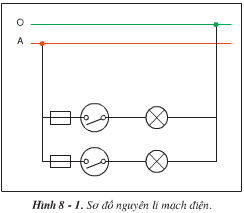 O
A
Hình 8 - 1. Sơ đồ nguyên lí mạch điện.